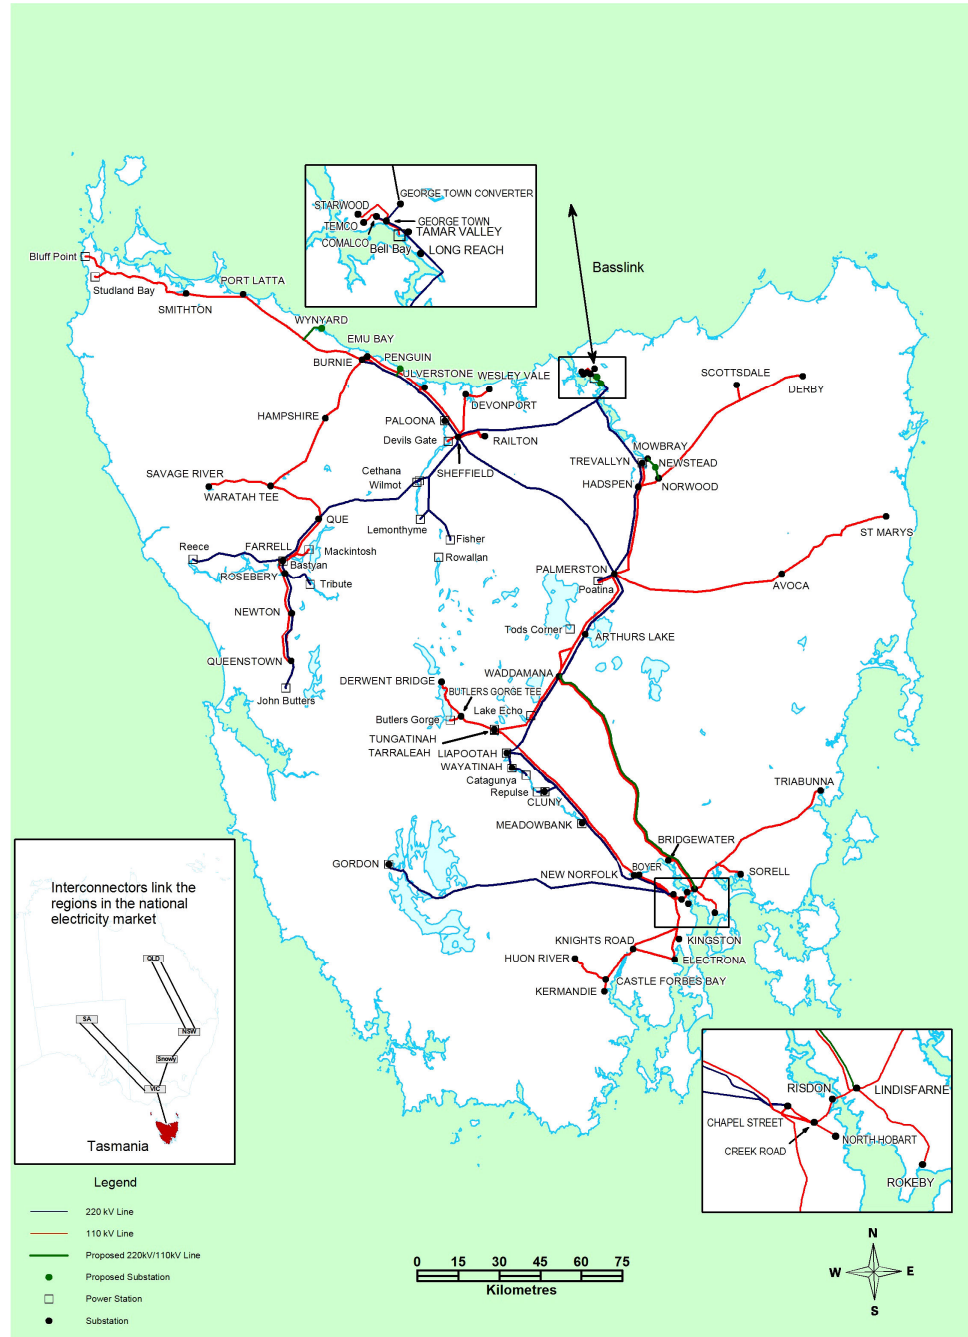 GEORGE TOWN CONVERTER
STARWOOD
GEORGE TOWN
TEMCO
TAMAR VALLEY
COMALCO
Bell Bay
LONG REACH
Bluff Point
Basslink
Studland Bay
PORT LATTA
SMITHTON
WYNYARD
EMU BAY
BURNIE
PENGUIN
ULVERSTONE
WESLEY VALE
SCOTTSDALE
DERBY
DEVONPORT
HAMPSHIRE
PALOONA
Devils Gate
RAILTON
MOWBRAY
TREVALLYN
NEWSTEAD
SHEFFIELD
SAVAGE RIVER
Cethana
Wilmot
HADSPEN
NORWOOD
WARATAH TEE
QUE
Lemonthyme
ST MARYS
Fisher
Reece
FARRELL
Mackintosh
Rowallan
Bastyan
PALMERSTON
ROSEBERY
Tribute
Poatina
AVOCA
NEWTON
Tods Corner
ARTHURS LAKE
QUEENSTOWN
WADDAMANA
DERWENT BRIDGE
BUTLERS GORGE TEE
John Butters
Lake Echo
Butlers Gorge
TUNGATINAH
TARRALEAH
LIAPOOTAH
WAYATINAH
Catagunya
Repulse
CLUNY
TRIABUNNA
MEADOWBANK
BRIDGEWATER
GORDON
NEW NORFOLK
BOYER
SORELL
KNIGHTS ROAD
KINGSTON
HUON RIVER
ELECTRONA
CASTLE FORBES BAY
KERMANDIE
Interconnectors link the
regions in the national
electricity market
QLD
SA
NSW
Snowy
VIC
Tasmania
RISDON
LINDISFARNE
CHAPEL STREET
NORTH HOBART
CREEK ROAD
ROKEBY
Legend
220 kV Line
110 kV Line
Proposed 220kV/110kV Line
Proposed Substation
Power Station
Substation
0 15 30 45 60 75
Kilometres
N
W E
S